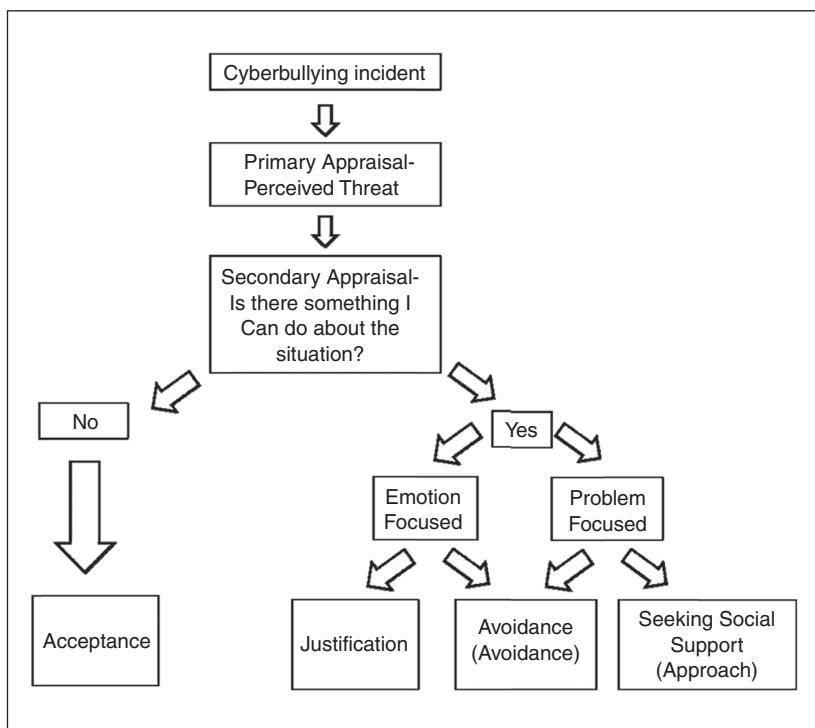 Cyberbullying incident
Primary Appraisal-
Perceived Threat
Secondary Appraisal-
Is there something I
Can do about the
situation?
No
Yes
Emotion
Focused
Problem
Focused
Acceptance
Justification
Avoidance
(Avoidance)
Seeking Social
Support
(Approach)